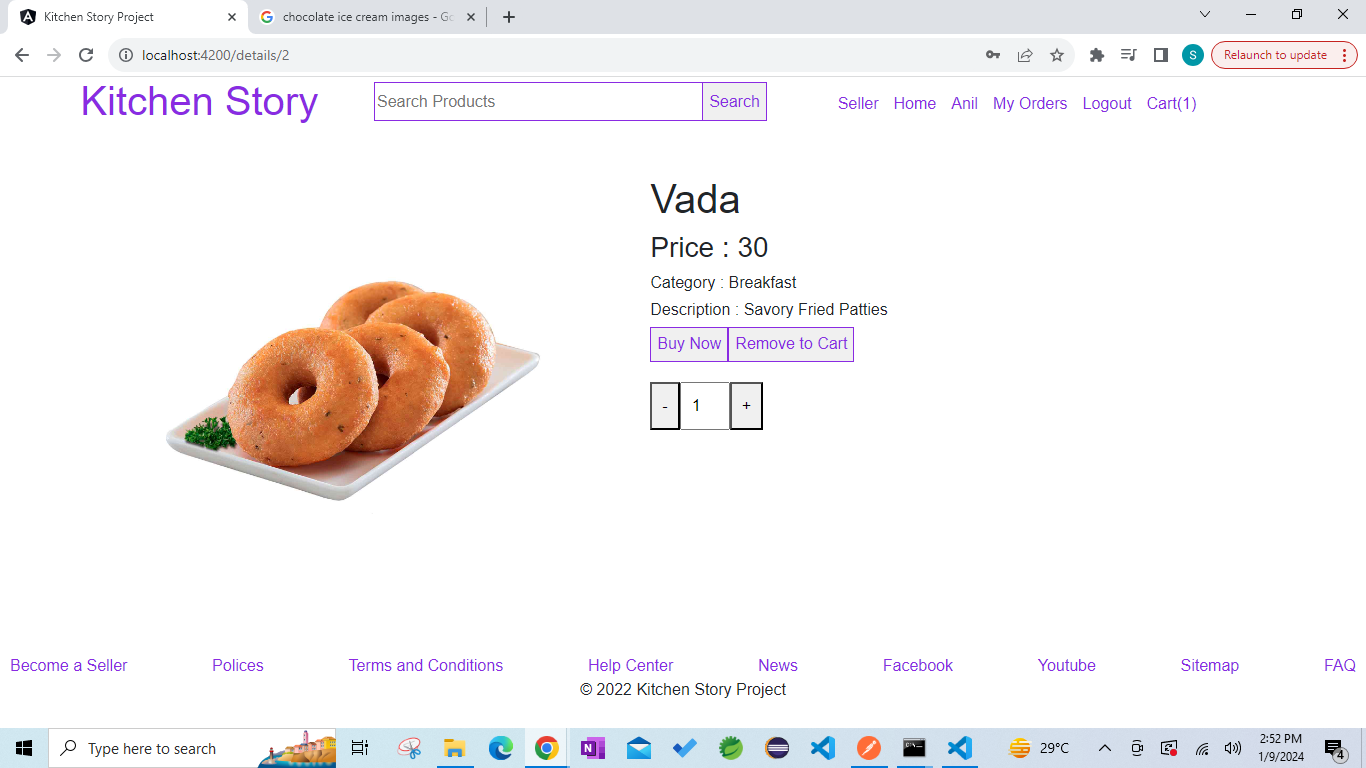 Kitchen Story Project
chocolate ice cream images - Go
localhost:4200/details/2
S
Relaunch to update
Kitchen Story
Search Products
Search
Seller Home Anil My Orders Logout Cart(1)
Vada
Price : 30
Category : Breakfast
Description : Savory Fried Patties
Buy Now Remove to Cart
- 1 +
Become a Seller Polices Terms and Conditions Help Center News Facebook Youtube Sitemap FAQ
© 2022 Kitchen Story Project
Type here to search
29°C
2:52 PM
1/9/2024
4